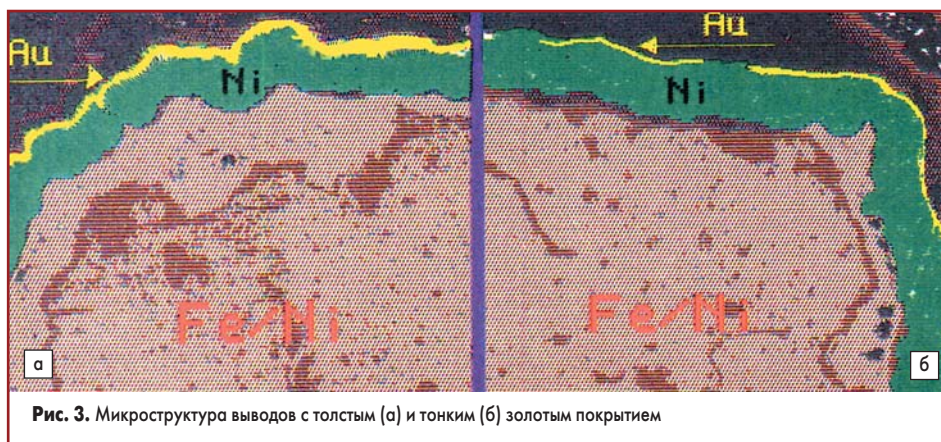 Au
Au
Ni
Ni
Fe/Ni
Fe/Ni
а
б
Рис. 3. Микроструктура выводов с толстым (а) и тонким (б) золотым покрытием